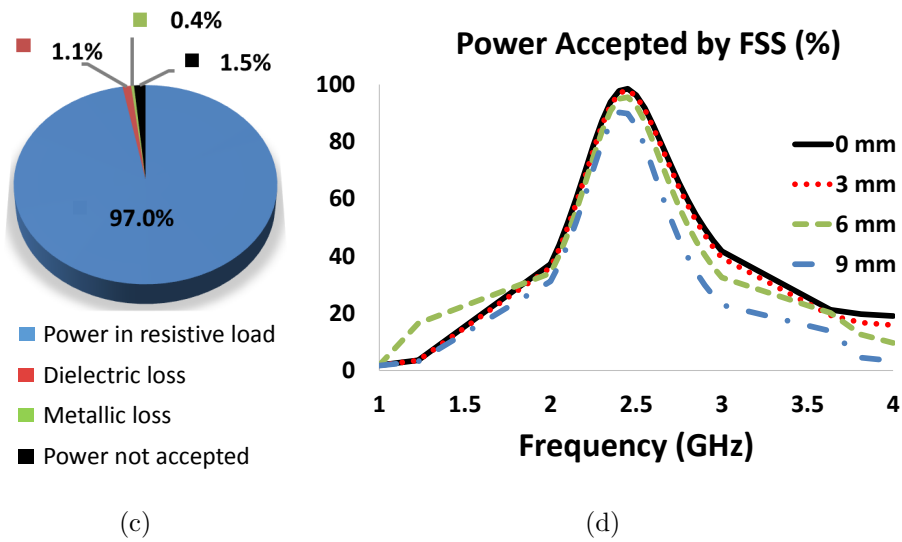 0.4%
1.1%
1.5%
97.0%
Power in resistive load
Dielectric loss
Metallic loss
Power not accepted
(c)
Power Accepted by FSS (%)
100
80
60
40
20
0
1 1.5 2 2.5 3 3.5 4
Frequency (GHz)
0 mm
3 mm
6 mm
9 mm
(d)